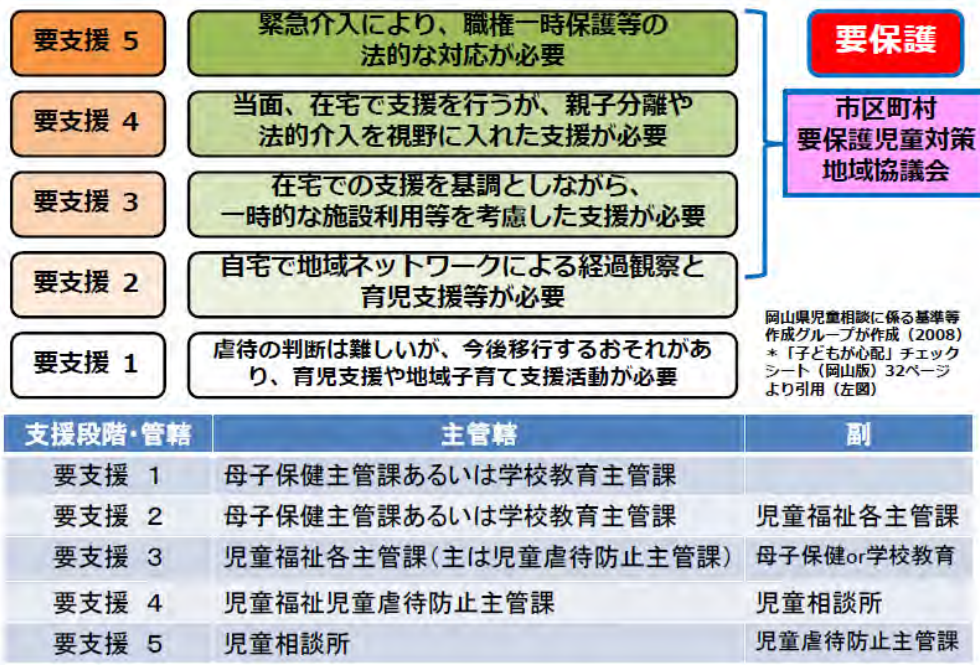 要支援 5
緊急介入により、職権一時保護等の
法的な対応が必要
要保護
要支援 4
当面、在宅で支援を行うが、親子分離や
法的介入を視野に入れた支援が必要
市区町村
要保護児童対策
地域協議会
要支援 3
在宅での支援を基調としながら、
一時的な施設利用等を考慮した支援が必要
要支援 2
自宅で地域ネットワークによる経過観察と
育児支援等が必要
要支援 1
虐待の判断は難しいが、今後移行するおそれがあ
り、育児支援や地域子育て支援活動が必要
岡山県児童相談に係る基準等
作成グループが作成（2008）
＊「子どもが心配」チェック
シート（岡山版）32ページ
より引用（左図）
支援段階・管轄 主管轄 副
要支援 1 母子保健主管課あるいは学校教育主管課
要支援 2 母子保健主管課あるいは学校教育主管課 児童福祉各主管課
要支援 3 児童福祉各主管課（主は児童虐待防止主管課） 母子保健or学校教育
要支援 4 児童福祉児童虐待防止主管課 児童相談所
要支援 5 児童相談所 児童虐待防止主管課